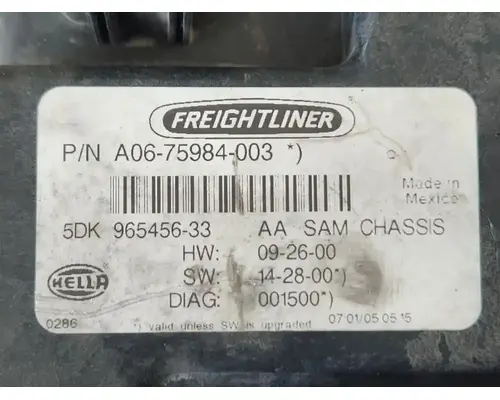 FREIGHTLINER
P/N A06-75984-003 *)
Made in
Mexico
5DK 965456-33 AA SAM CHASSIS
HW: 09-26-00
SW: 14-28-00*)
DIAG: 001500*)
HELLA
0286 *) valid unless SW is upgraded 07:01/05 05 15